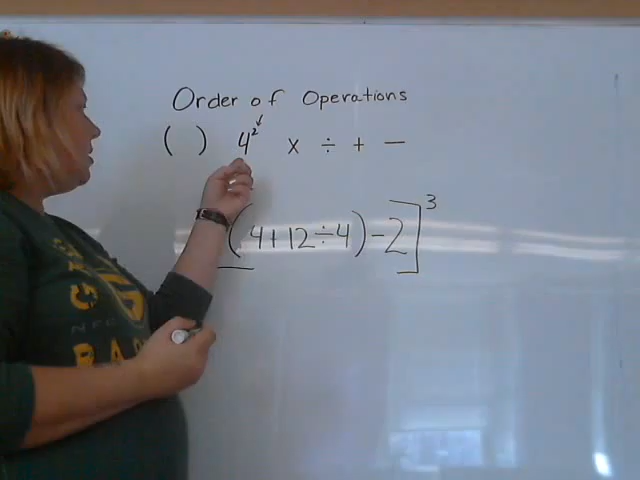 Order of Operations
( ) 4² × ÷ + −
(4+12÷4)−2]³